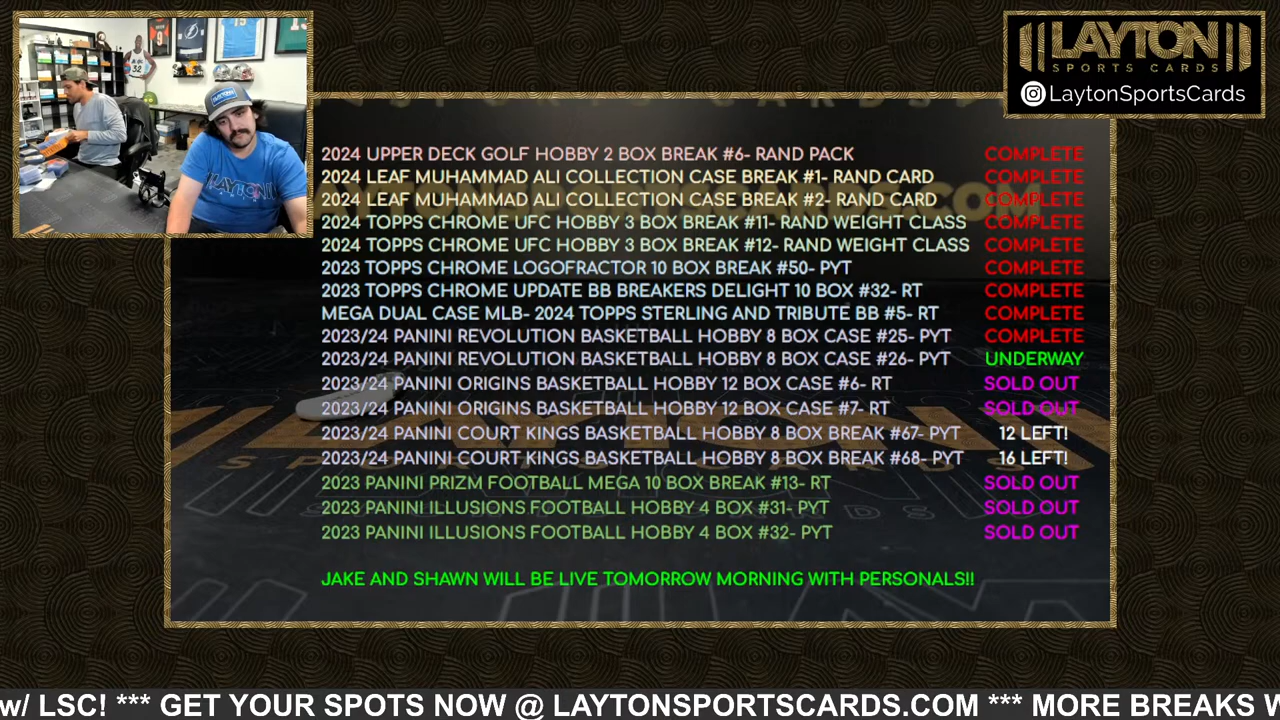 LAYTON
SPORTS CARDS
LaytonSportsCards
2024 UPPER DECK GOLF HOBBY 2 BOX BREAK #6- RAND PACK COMPLETE
2024 LEAF MUHAMMAD ALI COLLECTION CASE BREAK #1- RAND CARD COMPLETE
2024 LEAF MUHAMMAD ALI COLLECTION CASE BREAK #2- RAND CARD COMPLETE
2024 TOPPS CHROME UFC HOBBY 3 BOX BREAK #11- RAND WEIGHT CLASS COMPLETE
2024 TOPPS CHROME UFC HOBBY 3 BOX BREAK #12- RAND WEIGHT CLASS COMPLETE
2023 TOPPS CHROME LOGOFRACTOR 10 BOX BREAK #50- PYT COMPLETE
2023 TOPPS CHROME UPDATE BB BREAKERS DELIGHT 10 BOX #32- RT COMPLETE
MEGA DUAL CASE MLB- 2024 TOPPS STERLING AND TRIBUTE BB #5- RT COMPLETE
2023/24 PANINI REVOLUTION BASKETBALL HOBBY 8 BOX CASE #25- PYT COMPLETE
2023/24 PANINI REVOLUTION BASKETBALL HOBBY 8 BOX CASE #26- PYT UNDERWAY
2023/24 PANINI ORIGINS BASKETBALL HOBBY 12 BOX CASE #6- RT SOLD OUT
2023/24 PANINI ORIGINS BASKETBALL HOBBY 12 BOX CASE #7- RT SOLD OUT
2023/24 PANINI COURT KINGS BASKETBALL HOBBY 8 BOX BREAK #67- PYT 12 LEFT!
2023/24 PANINI COURT KINGS BASKETBALL HOBBY 8 BOX BREAK #68- PYT 16 LEFT!
2023 PANINI PRIZM FOOTBALL MEGA 10 BOX BREAK #13- RT SOLD OUT
2023 PANINI ILLUSIONS FOOTBALL HOBBY 4 BOX #31- PYT SOLD OUT
2023 PANINI ILLUSIONS FOOTBALL HOBBY 4 BOX #32- PYT SOLD OUT
JAKE AND SHAWN WILL BE LIVE TOMORROW MORNING WITH PERSONALS!!
w/ LSC! *** GET YOUR SPOTS NOW @ LAYTONSPORTSCARDS.COM *** MORE BREAKS W